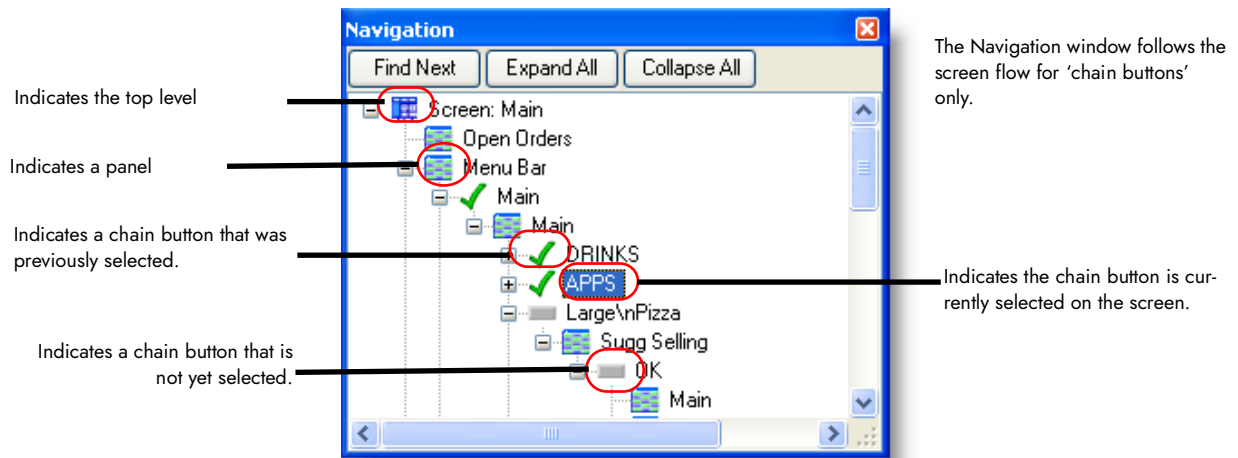 Navigation
Find Next Expand All Collapse All
The Navigation window follows the
screen flow for ‘chain buttons’
only.
Indicates the top level
Screen: Main
Open Orders
Indicates a panel
Menu Bar
Main
Main
Indicates a chain button that was
previously selected.
DRINKS
APPS
Indicates the chain button is cur-
rently selected on the screen.
Large\nPizza
Sugg Selling
Indicates a chain button that is
not yet selected.
OK
Main